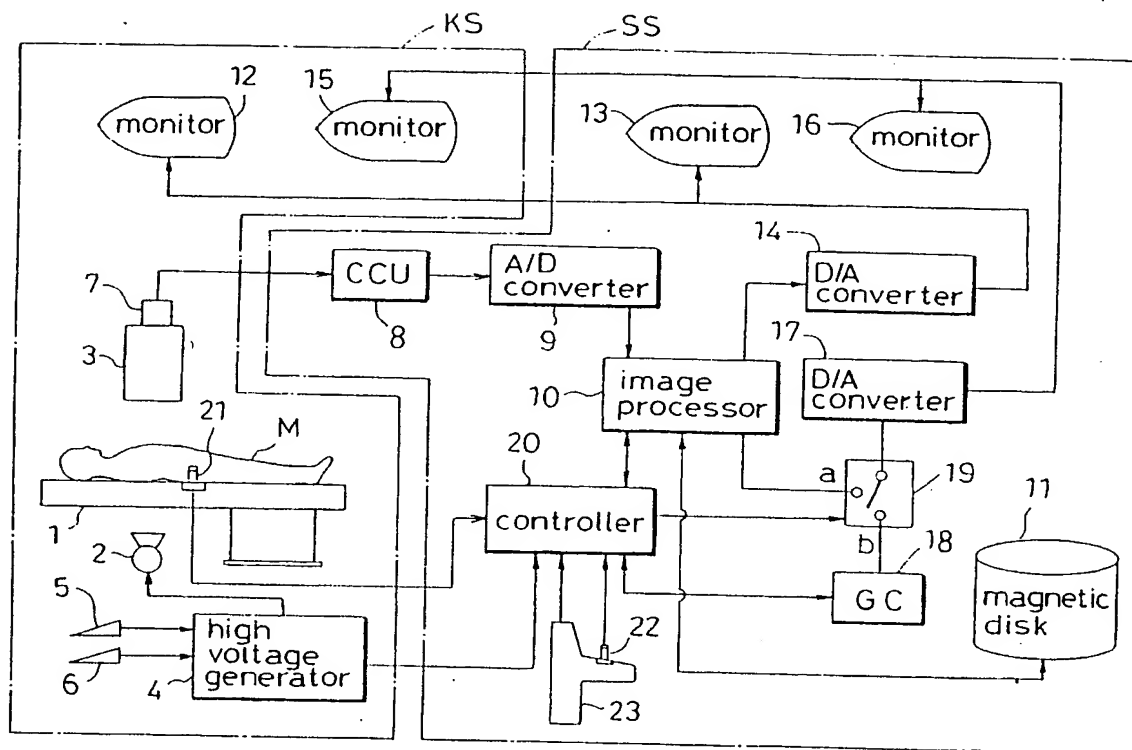 KS
SS
12
monitor
15
monitor
13
monitor
16
monitor
14
D/A
converter
7
CCU
8
A/D
converter
9
3
17
D/A
converter
10
image
processor
21
M
20
controller
a
19
11
1
2
b
18
GC
magnetic
disk
5
6
high
voltage
generator
4
22
23